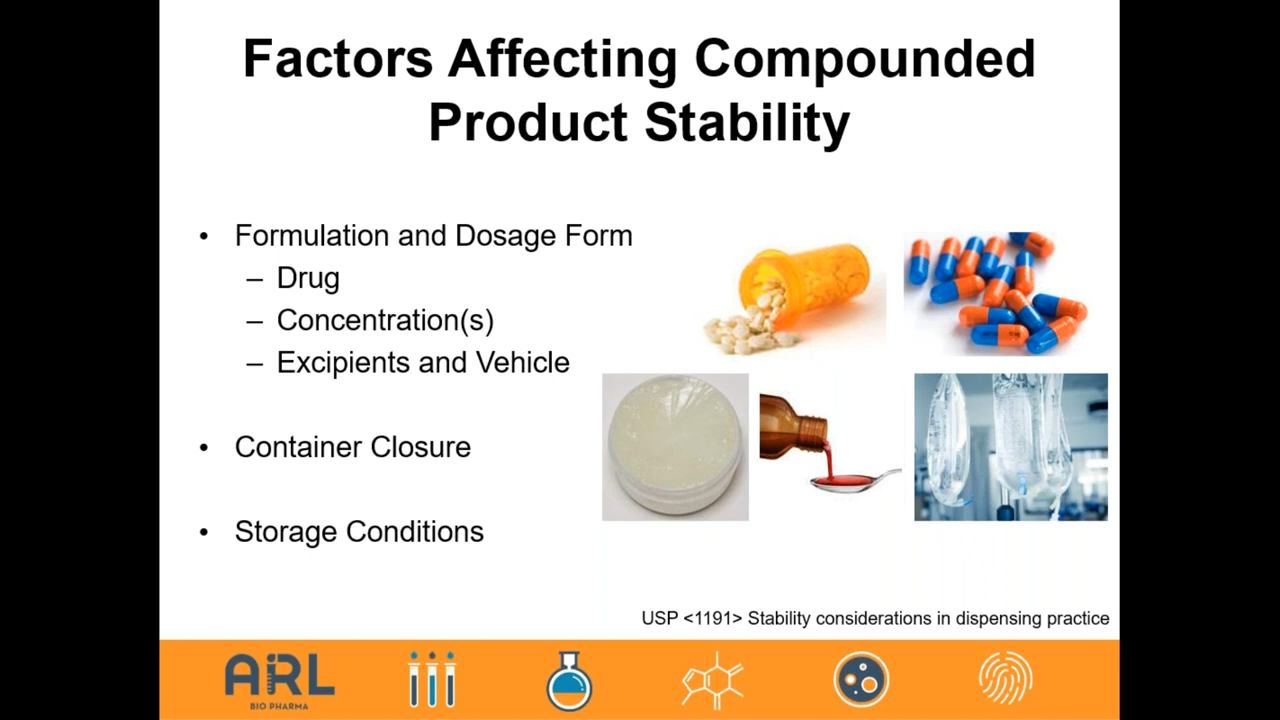 Factors Affecting Compounded
Product Stability
• Formulation and Dosage Form
– Drug
– Concentration(s)
– Excipients and Vehicle
• Container Closure
• Storage Conditions
USP <1191> Stability considerations in dispensing practice
ARL
BIO PHARMA